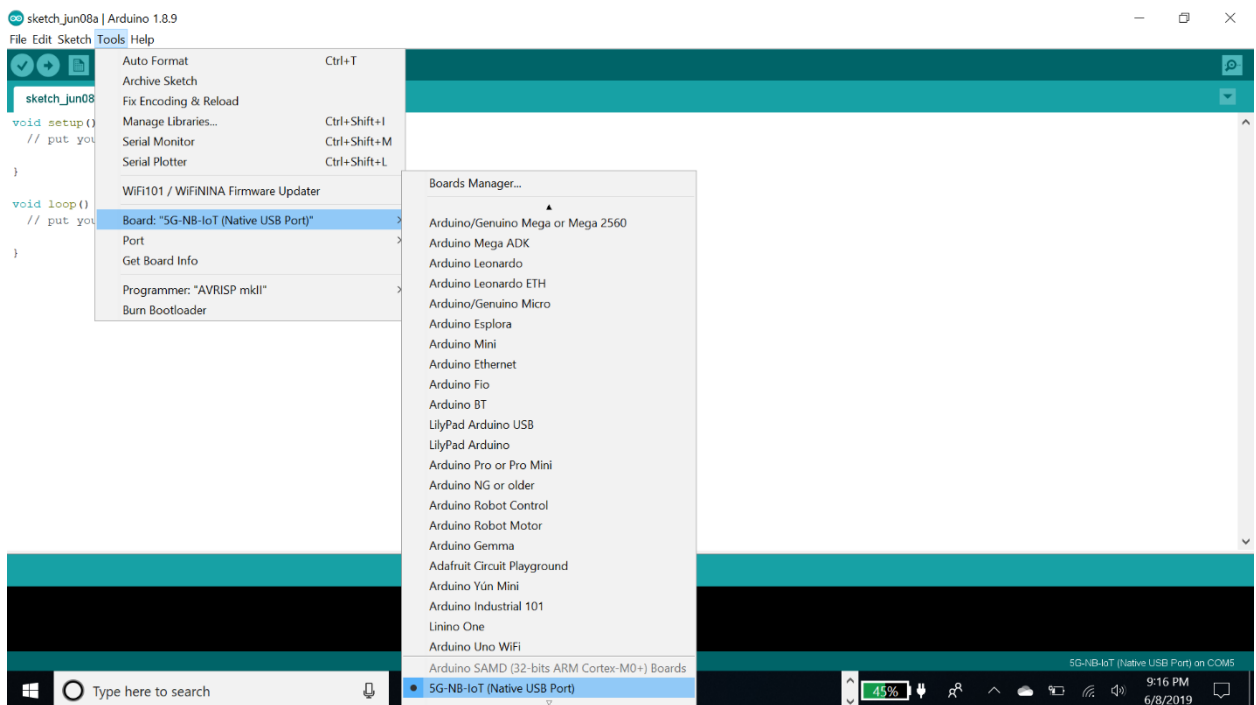 sketch_jun08a | Arduino 1.8.9
File Edit Sketch Tools Help
sketch_jun08
void setup()
// put you
}
void loop()
// put you
}
Auto Format Ctrl+T
Archive Sketch
Fix Encoding & Reload
Manage Libraries... Ctrl+Shift+I
Serial Monitor Ctrl+Shift+M
Serial Plotter Ctrl+Shift+L
WiFi101 / WiFiNINA Firmware Updater
Board: "5G-NB-IoT (Native USB Port)"
Port
Get Board Info
Programmer: "AVRISP mkII"
Burn Bootloader
Boards Manager...
Arduino/Genuino Mega or Mega 2560
Arduino Mega ADK
Arduino Leonardo
Arduino Leonardo ETH
Arduino/Genuino Micro
Arduino Esplora
Arduino Mini
Arduino Ethernet
Arduino Fio
Arduino BT
LilyPad Arduino USB
LilyPad Arduino
Arduino Pro or Pro Mini
Arduino NG or older
Arduino Robot Control
Arduino Robot Motor
Arduino Gemma
Adafruit Circuit Playground
Arduino Yún Mini
Arduino Industrial 101
Linino One
Arduino Uno WiFi
Arduino SAMD (32-bits ARM Cortex-M0+) Boards
5G-NB-IoT (Native USB Port)
5G-NB-IoT (Native USB Port) on COM5
Type here to search
45%
9:16 PM
6/8/2019